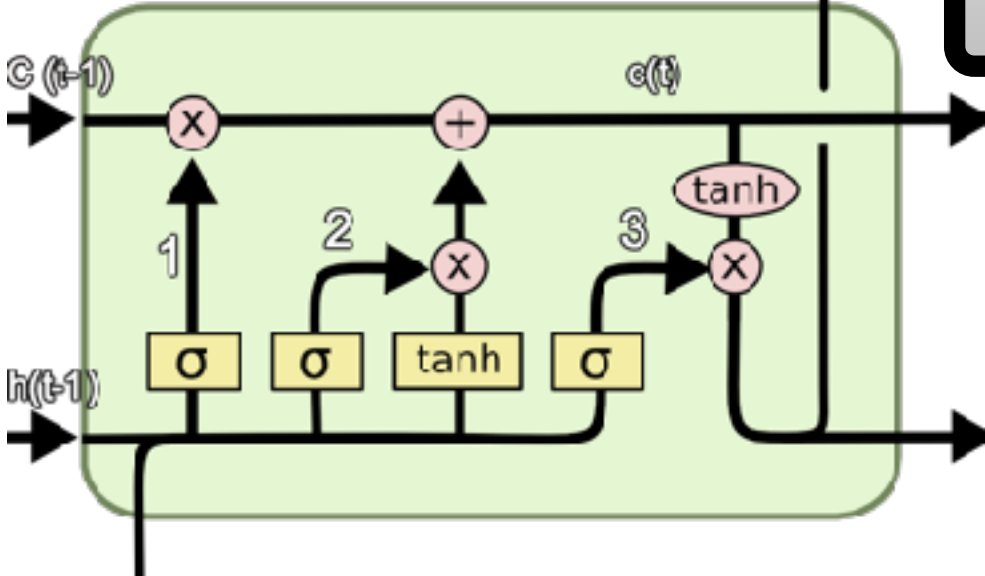 C (t-1)
c(t)
x
+
tanh
1
2
3
x
x
σ
σ
tanh
σ
h(t-1)